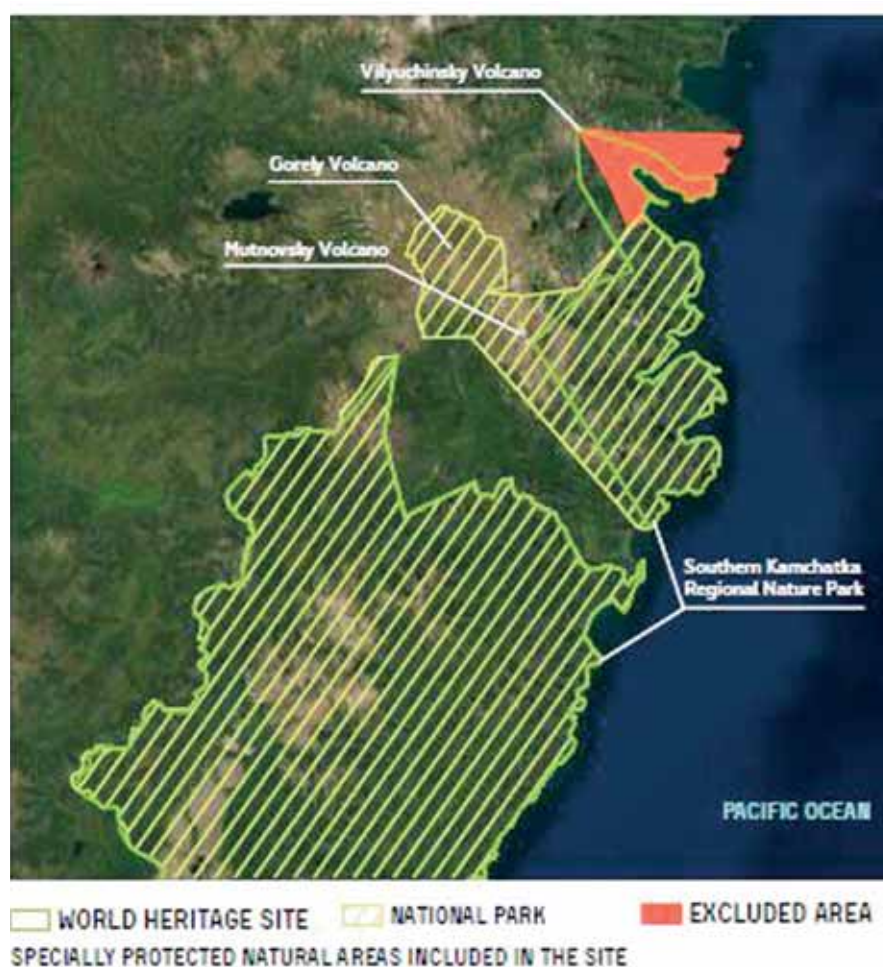 Vilyuchinsky Volcano
Gorely Volcano
Mutnovsky Volcano
Southern Kamchatka
Regional Nature Park
PACIFIC OCEAN
WORLD HERITAGE SITE
NATIONAL PARK
EXCLUDED AREA
SPECIALLY PROTECTED NATURAL AREAS INCLUDED IN THE SITE